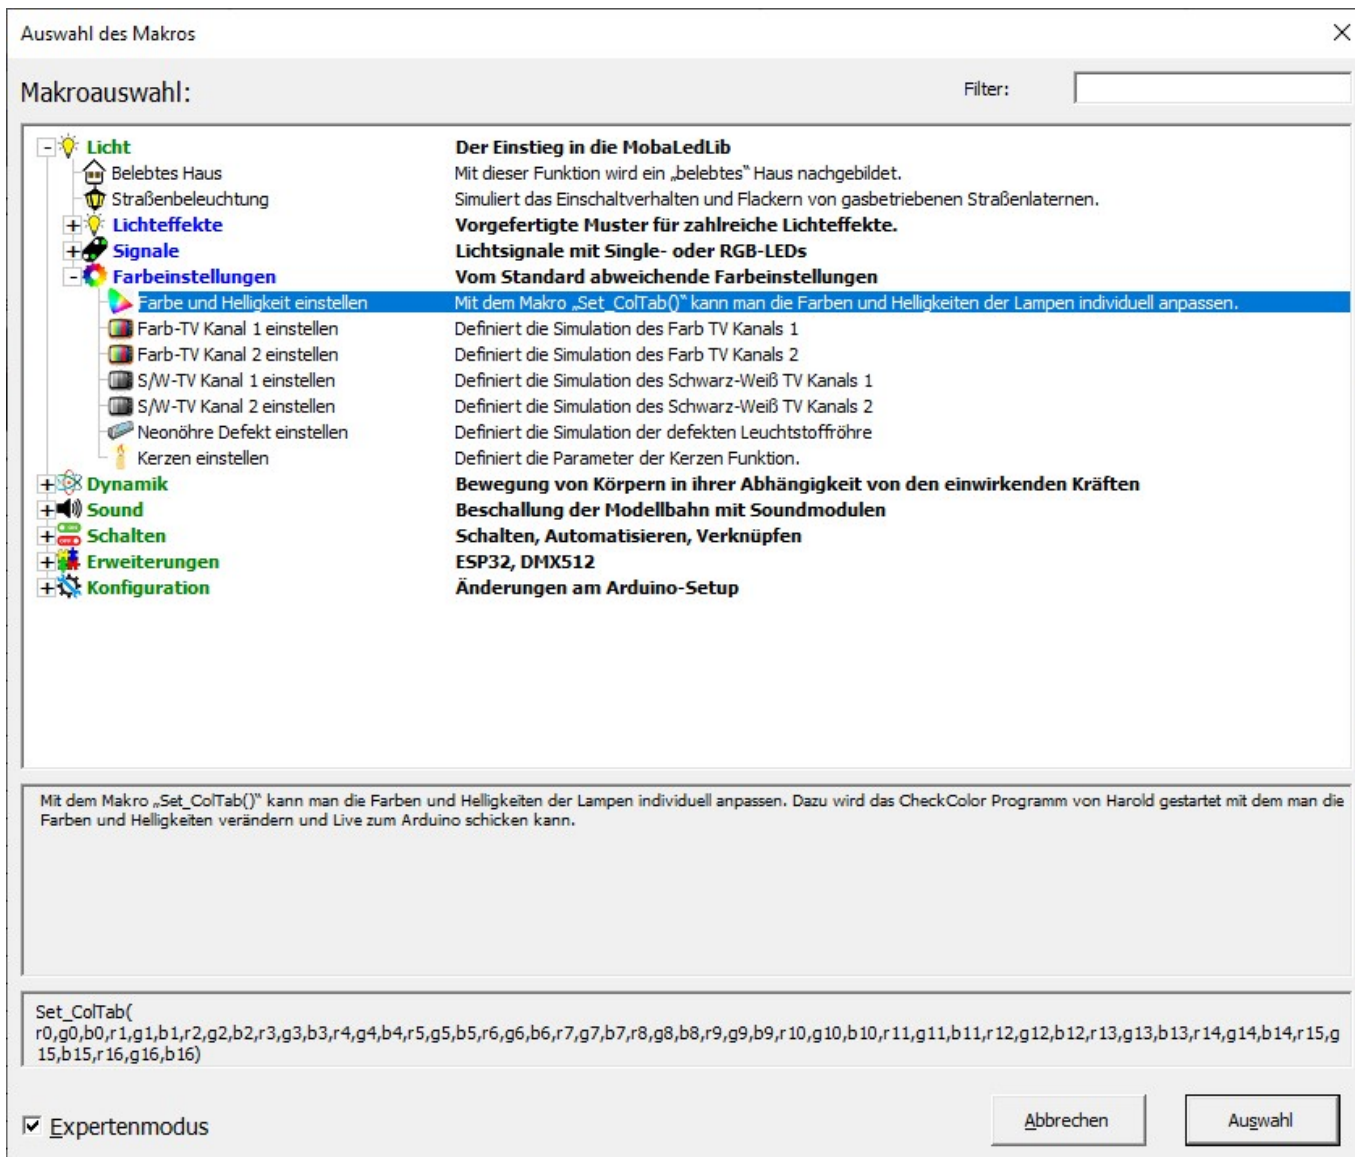 Auswahl des Makros
Makroauswahl:
Filter:
Licht Der Einstieg in die MobaLedLib
Belebtes Haus Mit dieser Funktion wird ein „belebtes“ Haus nachgebildet.
Straßenbeleuchtung Simuliert das Einschaltverhalten und Flackern von gasbetriebenen Straßenlaternen.
Lichteffekte Vorgefertigte Muster für zahlreiche Lichteffekte.
Signale Lichtsignale mit Single- oder RGB-LEDs
Farbeinstellungen Vom Standard abweichende Farbeinstellungen
Farbe und Helligkeit einstellen Mit dem Makro „Set_ColTab()“ kann man die Farben und Helligkeiten der Lampen individuell anpassen.
Farb-TV Kanal 1 einstellen Definiert die Simulation des Farb TV Kanals 1
Farb-TV Kanal 2 einstellen Definiert die Simulation des Farb TV Kanals 2
S/W-TV Kanal 1 einstellen Definiert die Simulation des Schwarz-Weiß TV Kanals 1
S/W-TV Kanal 2 einstellen Definiert die Simulation des Schwarz-Weiß TV Kanals 2
Neonöhre Defekt einstellen Definiert die Simulation der defekten Leuchtstoffröhre
Kerzen einstellen Definiert die Parameter der Kerzen Funktion.
Dynamik Bewegung von Körpern in ihrer Abhängigkeit von den einwirkenden Kräften
Sound Beschallung der Modellbahn mit Soundmodulen
Schalten Schalten, Automatisieren, Verknüpfen
Erweiterungen ESP32, DMX512
Konfiguration Änderungen am Arduino-Setup
Mit dem Makro „Set_ColTab()“ kann man die Farben und Helligkeiten der Lampen individuell anpassen. Dazu wird das CheckColor Programm von Harold gestartet mit dem man die
Farben und Helligkeiten verändern und Live zum Arduino schicken kann.
Set_ColTab(
r0,g0,b0,r1,g1,b1,r2,g2,b2,r3,g3,b3,r4,g4,b4,r5,g5,b5,r6,g6,b6,r7,g7,b7,r8,g8,b8,r9,g9,b9,r10,g10,b10,r11,g11,b11,r12,g12,b12,r13,g13,b13,r14,g14,b14,r15,g
15,b15,r16,g16,b16)
Expertenmodus
Abbrechen
Auswahl